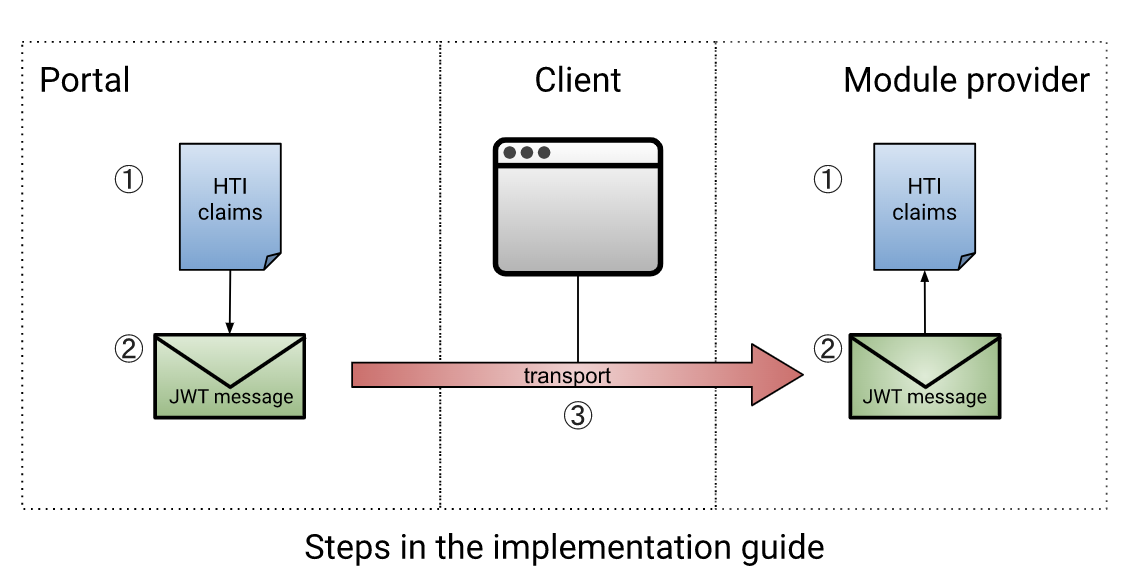 Portal
Client
Module provider
①
HTI
claims
①
HTI
claims
②
JWT message
transport
③
②
JWT message
Steps in the implementation guide